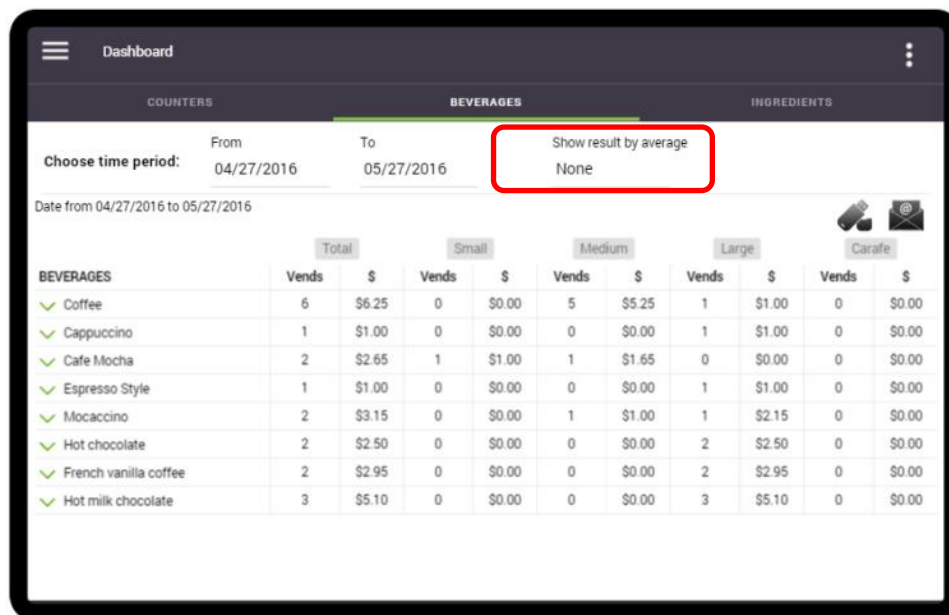 Dashboard
COUNTERS BEVERAGES INGREDIENTS
From To Show result by average
Choose time period: 04/27/2016 05/27/2016 None
Date from 04/27/2016 to 05/27/2016
@
Total Small Medium Large Carafe
BEVERAGES Vends $ Vends $ Vends $ Vends $ Vends $
Coffee 6 $6.25 0 $0.00 5 $5.25 1 $1.00 0 $0.00
Cappuccino 1 $1.00 0 $0.00 0 $0.00 1 $1.00 0 $0.00
Cafe Mocha 2 $2.65 1 $1.00 1 $1.65 0 $0.00 0 $0.00
Espresso Style 1 $1.00 0 $0.00 0 $0.00 1 $1.00 0 $0.00
Mocaccino 2 $3.15 0 $0.00 1 $1.00 1 $2.15 0 $0.00
Hot chocolate 2 $2.50 0 $0.00 0 $0.00 2 $2.50 0 $0.00
French vanilla coffee 2 $2.95 0 $0.00 0 $0.00 2 $2.95 0 $0.00
Hot milk chocolate 3 $5.10 0 $0.00 0 $0.00 3 $5.10 0 $0.00